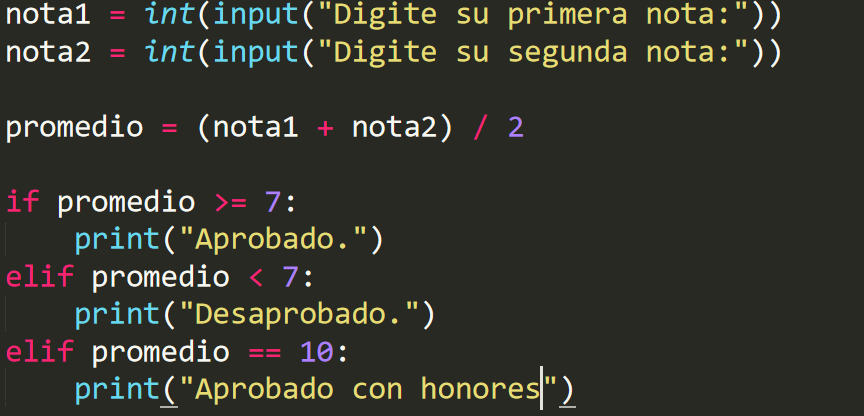 nota1 = int(input("Digite su primera nota:"))
nota2 = int(input("Digite su segunda nota:"))
promedio = (nota1 + nota2) / 2
if promedio >= 7:
    print("Aprobado.")
elif promedio < 7:
    print("Desaprobado.")
elif promedio == 10:
    print("Aprobado con honores")